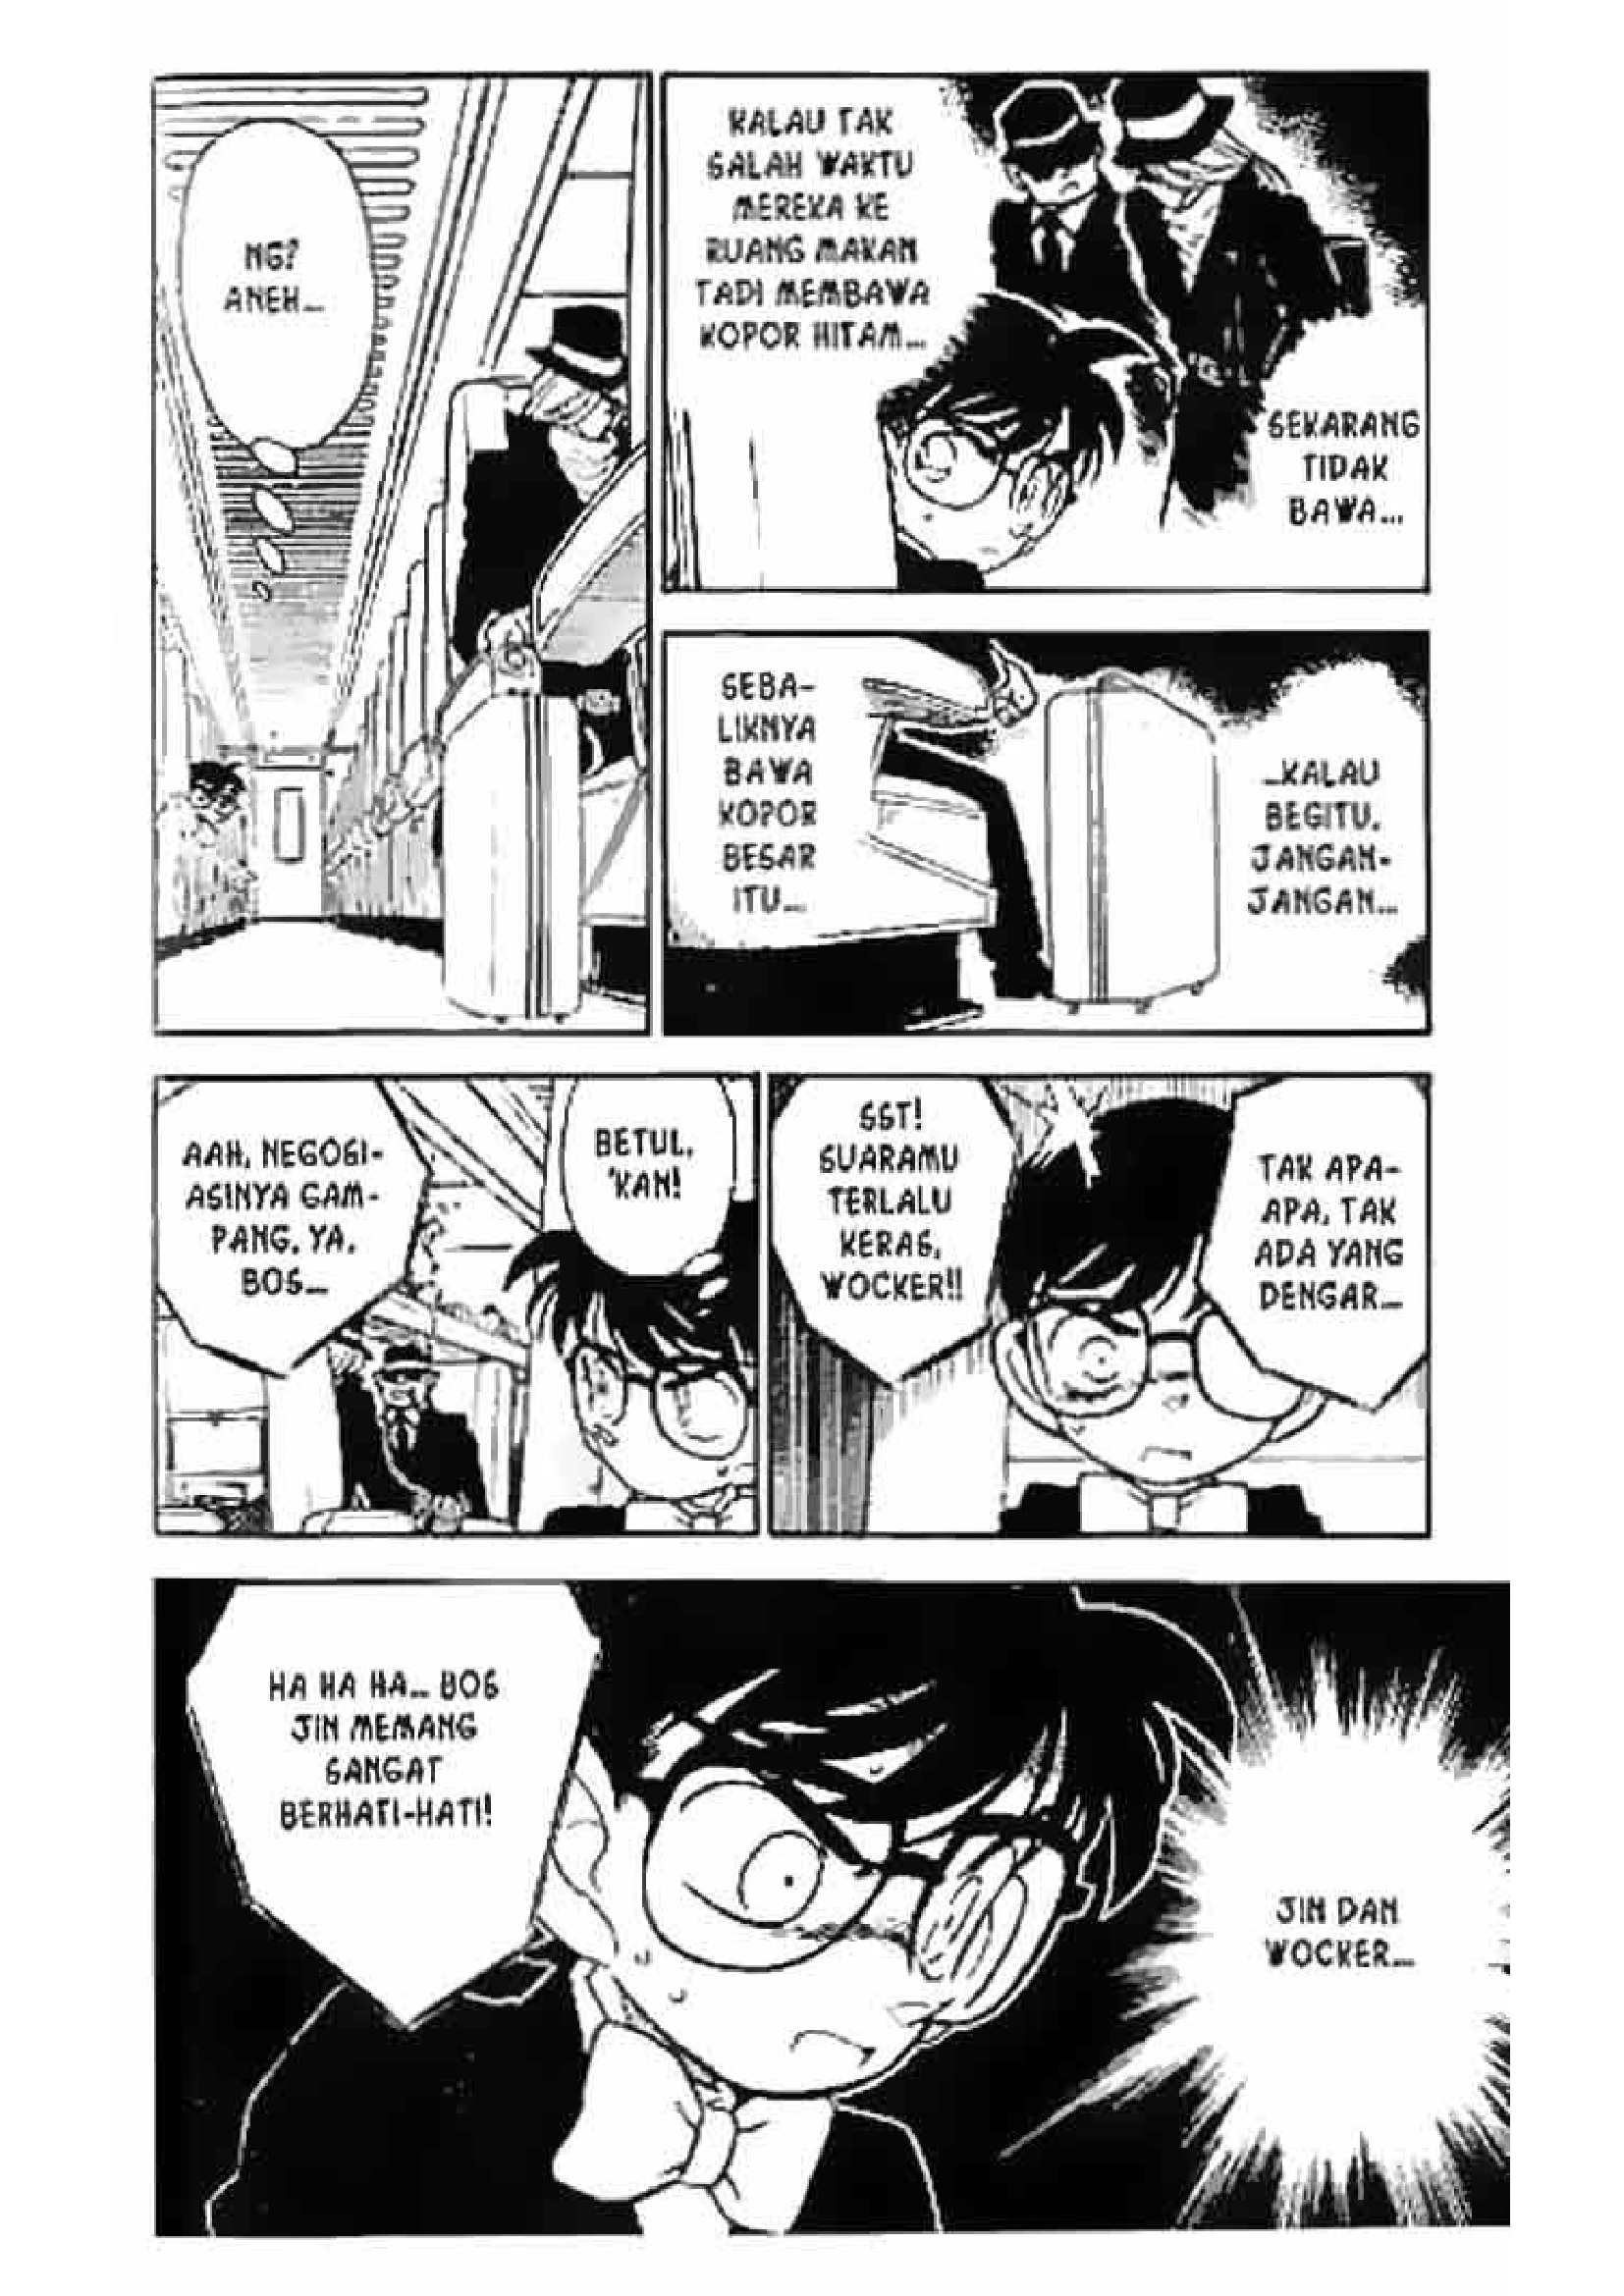 NG?
ANEH...
KALAU TAK
SALAH WAKTU
MEREKA KE
RUANG MAKAN
TADI MEMBAWA
KOPOR HITAM...
SEKARANG
TIDAK
BAWA...
SEBA-
LIKNYA
BAWA
KOPOR
BESAR
ITU...
...KALAU
BEGITU,
JANGAN-
JANGAN...
AAH, NEGOSI-
ASINYA GAM-
PANG, YA,
BOS...
BETUL,
'KAN!
SST!
SUARAMU
TERLALU
KERAS,
WOCKER!!
TAK APA-
APA, TAK
ADA YANG
DENGAR...
HA HA HA... BOS
JIN MEMANG
SANGAT
BERHATI-HATI!
JIN DAN
WOCKER...